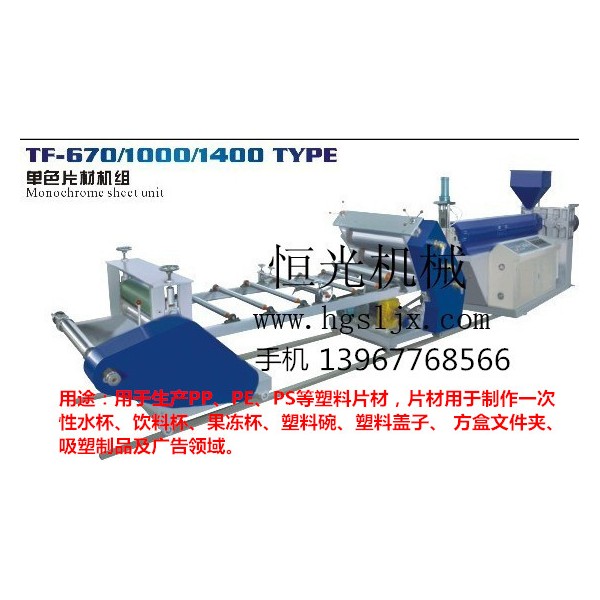 TF-670/1000/1400 TYPE
单色片材机组
Monochrome sheet unit
恒光机械
www.hgsljx.com
手机 13967768566
用途：用于生产PP、PE、PS等塑料片材，片材用于制作一次
性水杯、饮料杯、果冻杯、塑料碗、塑料盖子、 方盒文件夹、
吸塑制品及广告领域。